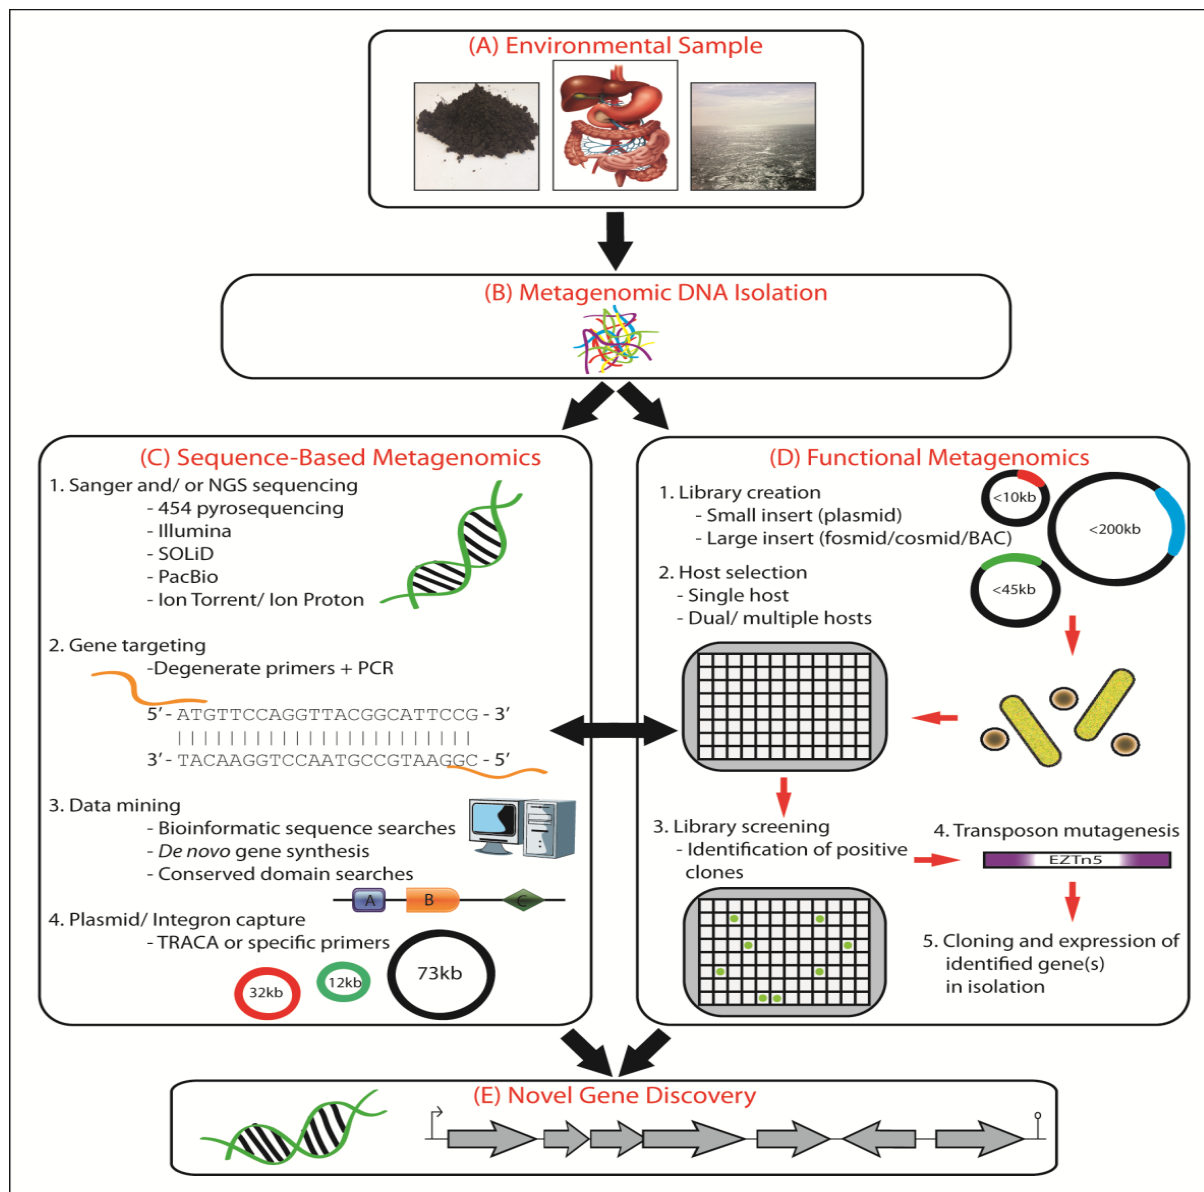 (A) Environmental Sample
(B) Metagenomic DNA Isolation
(C) Sequence-Based Metagenomics
1. Sanger and/ or NGS sequencing
- 454 pyrosequencing
- Illumina
- SOLiD
- PacBio
- Ion Torrent/ Ion Proton
2. Gene targeting
-Degenerate primers + PCR
5’ - ATGTTCCAGGTTACGGCATTCCG - 3’
3’ - TACAAGGTCCAATGCCGTAAGGC - 5’
3. Data mining
- Bioinformatic sequence searches
- De novo gene synthesis
- Conserved domain searches
A B C
4. Plasmid/ Integron capture
- TRACA or specific primers
32kb 12kb 73kb
(D) Functional Metagenomics
1. Library creation
- Small insert (plasmid)
- Large insert (fosmid/cosmid/BAC)
<10kb
<200kb
<45kb
2. Host selection
- Single host
- Dual/ multiple hosts
3. Library screening
- Identification of positive
clones
4. Transposon mutagenesis
EZTn5
5. Cloning and expression of
identified gene(s)
in isolation
(E) Novel Gene Discovery